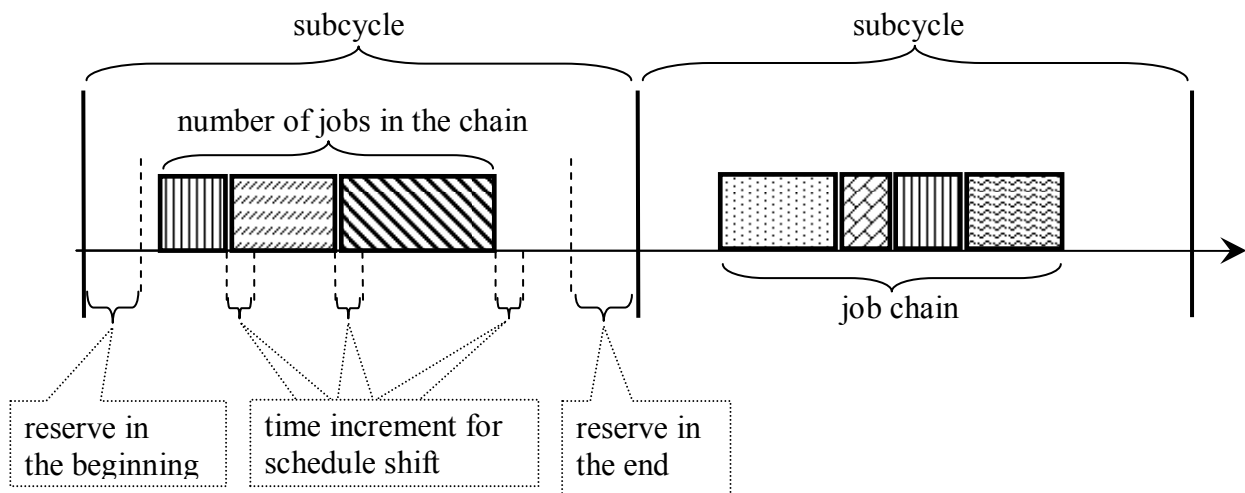 subcycle
subcycle
number of jobs in the chain
job chain
reserve in
the beginning
time increment for
schedule shift
reserve in
the end